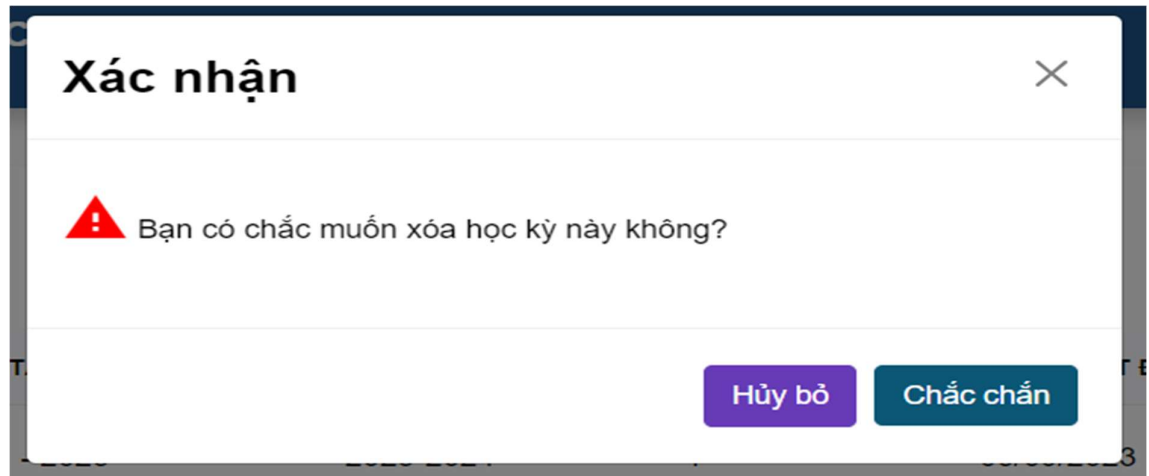 Xác nhận
Bạn có chắc muốn xóa học kỳ này không?
Hủy bỏ
Chắc chắn